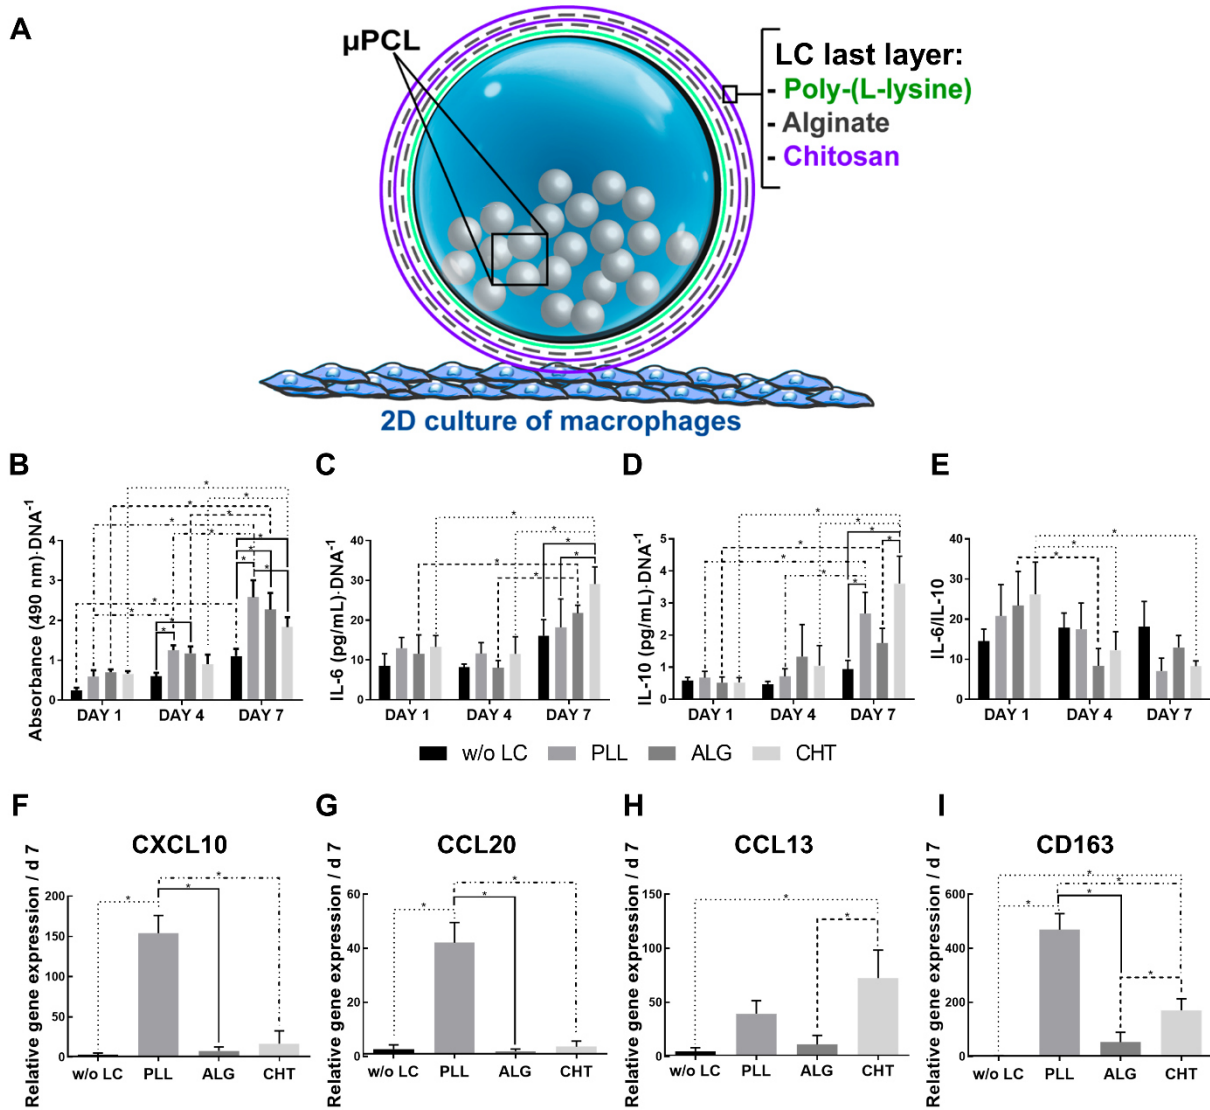 A
μPCL
LC last layer:
- Poly-(L-lysine)
- Alginate
- Chitosan
2D culture of macrophages
B
Absorbance (490 nm)·DNA⁻¹
4
3
2
1
0
DAY 1 DAY 4 DAY 7
* * * * * * * * * * * * * *
C
IL-6 (pg/mL)·DNA⁻¹
40
30
20
10
0
DAY 1 DAY 4 DAY 7
* * * * * *
D
IL-10 (pg/mL)·DNA⁻¹
5
4
3
2
1
0
DAY 1 DAY 4 DAY 7
* * * * * * * *
E
IL-6/IL-10
40
30
20
10
0
DAY 1 DAY 4 DAY 7
* * *
w/o LC PLL ALG CHT
F
CXCL10
Relative gene expression / d 7
200
150
100
50
0
w/o LC PLL ALG CHT
* * *
G
CCL20
Relative gene expression / d 7
60
40
20
0
w/o LC PLL ALG CHT
* * *
H
CCL13
Relative gene expression / d 7
150
100
50
0
w/o LC PLL ALG CHT
* *
I
CD163
Relative gene expression / d 7
600
400
200
0
w/o LC PLL ALG CHT
* * * * *